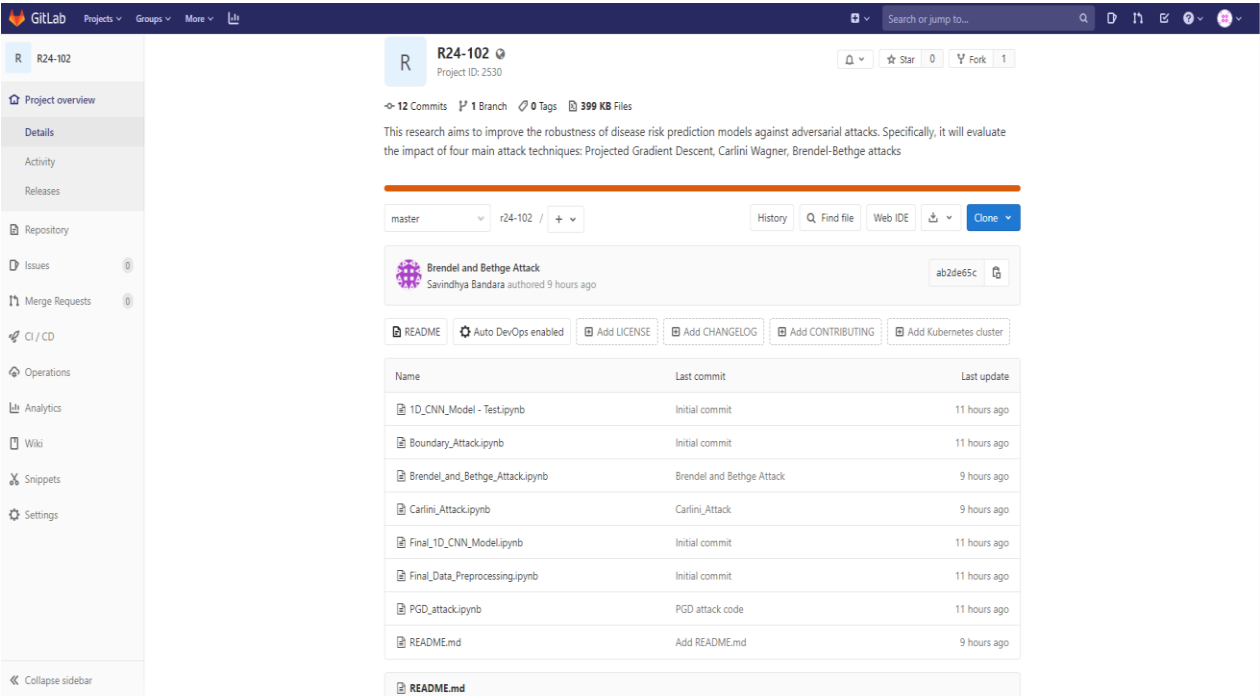 GitLab Projects Groups More Search or jump to...
R R24-102
Project overview
Details
Activity
Releases
Repository
Issues 0
Merge Requests 0
CI / CD
Operations
Analytics
Wiki
Snippets
Settings
Collapse sidebar
R R24-102
Project ID: 2530
Star 0 Fork 1
12 Commits 1 Branch 0 Tags 399 KB Files
This research aims to improve the robustness of disease risk prediction models against adversarial attacks. Specifically, it will evaluate
the impact of four main attack techniques: Projected Gradient Descent, Carlini Wagner, Brendel-Bethge attacks
master r24-102 / + History Find file Web IDE Clone
Brendel and Bethge Attack
Savindhya Bandara authored 9 hours ago
ab2de65c
README Auto DevOps enabled Add LICENSE Add CHANGELOG Add CONTRIBUTING Add Kubernetes cluster
Name Last commit Last update
1D_CNN_Model - Test.ipynb Initial commit 11 hours ago
Boundary_Attack.ipynb Initial commit 11 hours ago
Brendel_and_Bethge_Attack.ipynb Brendel and Bethge Attack 9 hours ago
Carlini_Attack.ipynb Carlini_Attack 9 hours ago
Final_1D_CNN_Model.ipynb Initial commit 11 hours ago
Final_Data_Preprocessing.ipynb Initial commit 11 hours ago
PGD_attack.ipynb PGD attack code 11 hours ago
README.md Add README.md 9 hours ago
README.md